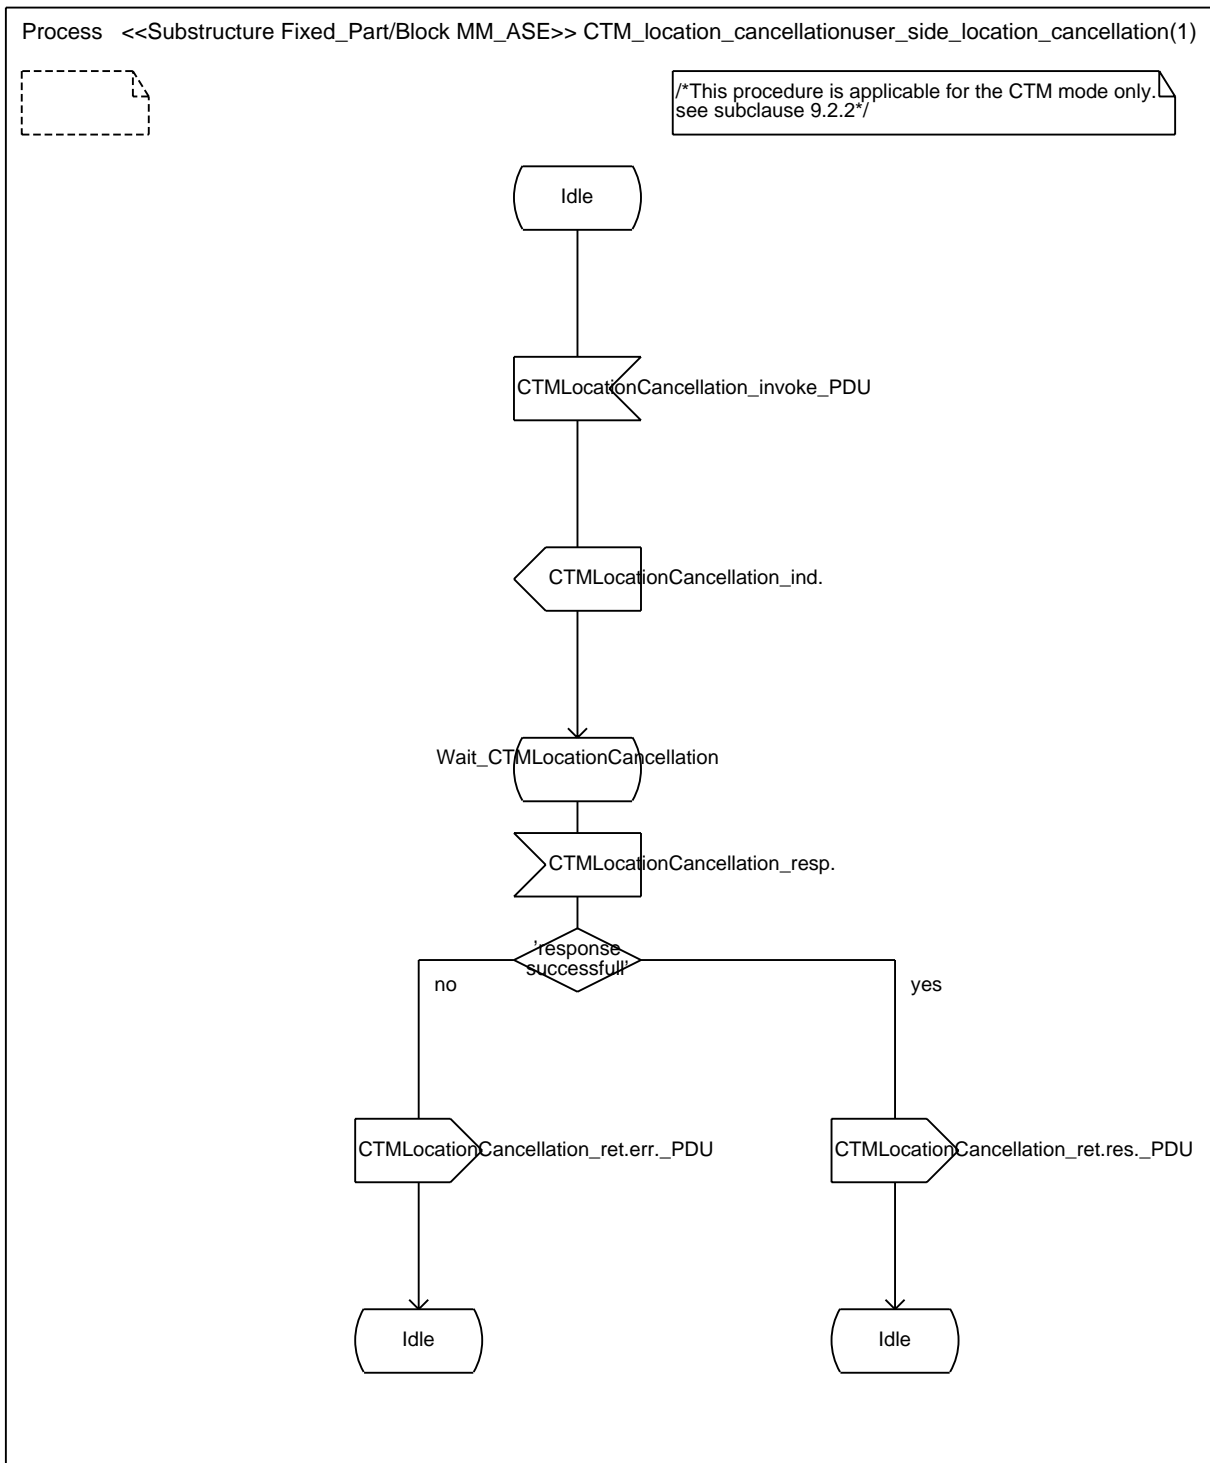 Process <<Substructure Fixed_Part/Block MM_ASE>> CTM_location_cancellationuser_side_location_cancellation(1)
/*This procedure is applicable for the CTM mode only.
see subclause 9.2.2*/
Idle
CTMLocationCancellation_invoke_PDU
CTMLocationCancellation_ind.
Wait_CTMLocationCancellation
CTMLocationCancellation_resp.
'response
successfull'
no
yes
CTMLocationCancellation_ret.err._PDU
CTMLocationCancellation_ret.res._PDU
Idle
Idle